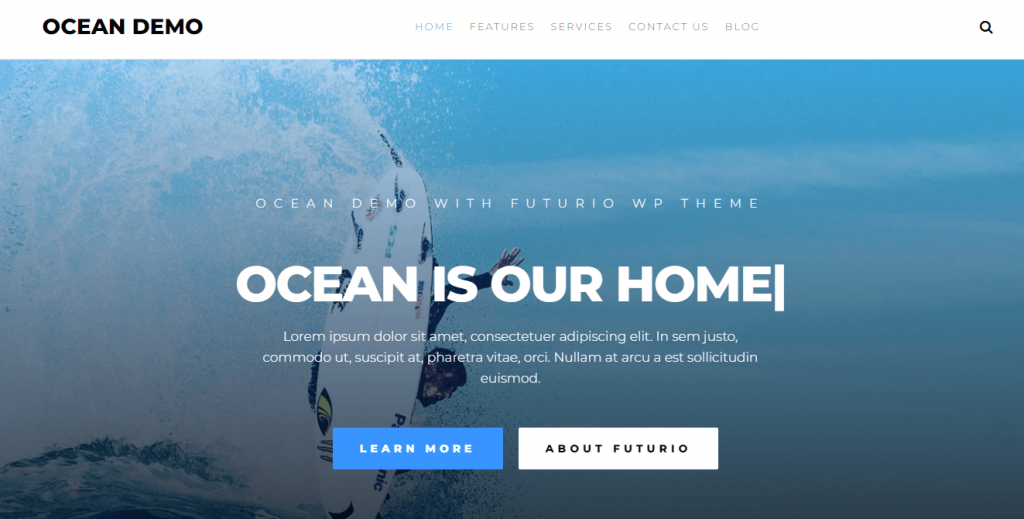 OCEAN DEMO
HOME FEATURES SERVICES CONTACT US BLOG
OCEAN DEMO WITH FUTURIO WP THEME
OCEAN IS OUR HOME|
Lorem ipsum dolor sit amet, consectetuer adipiscing elit. In sem justo,
commodo ut, suscipit at, pharetra vitae, orci. Nullam at arcu a est sollicitudin
euismod.
LEARN MORE ABOUT FUTURIO